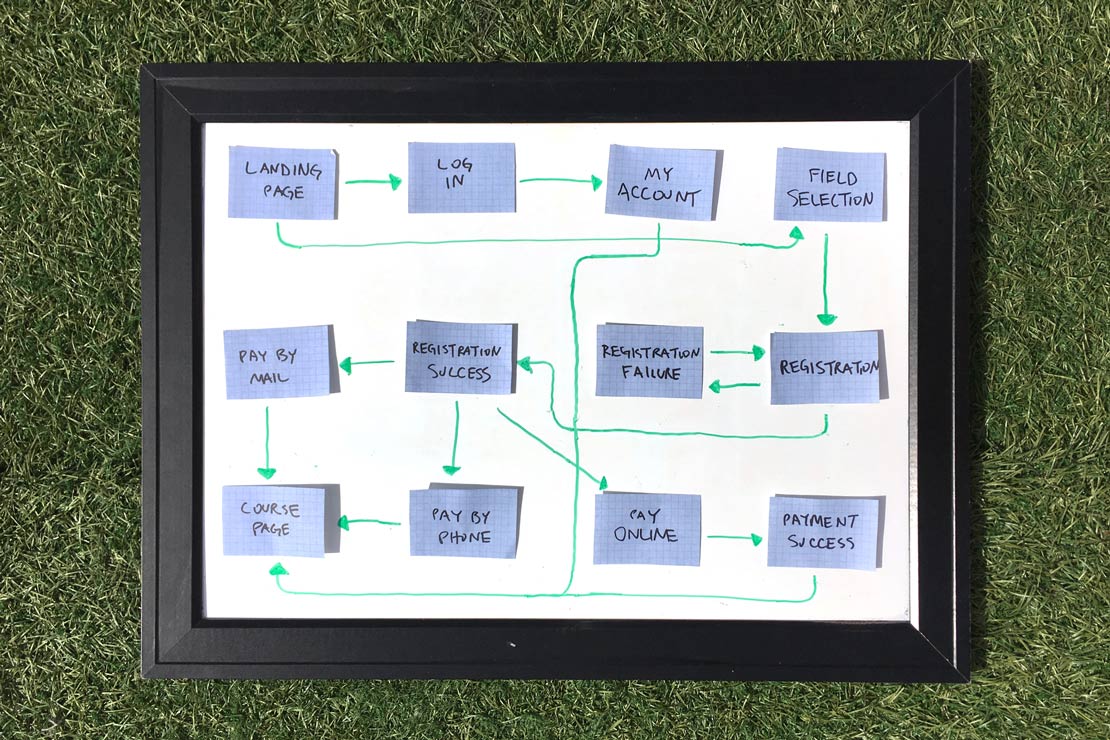 LANDING
PAGE
LOG
IN
MY
ACCOUNT
FIELD
SELECTION
PAY BY
MAIL
REGISTRATION
SUCCESS
REGISTRATION
FAILURE
REGISTRATION
COURSE
PAGE
PAY BY
PHONE
PAY
ONLINE
PAYMENT
SUCCESS